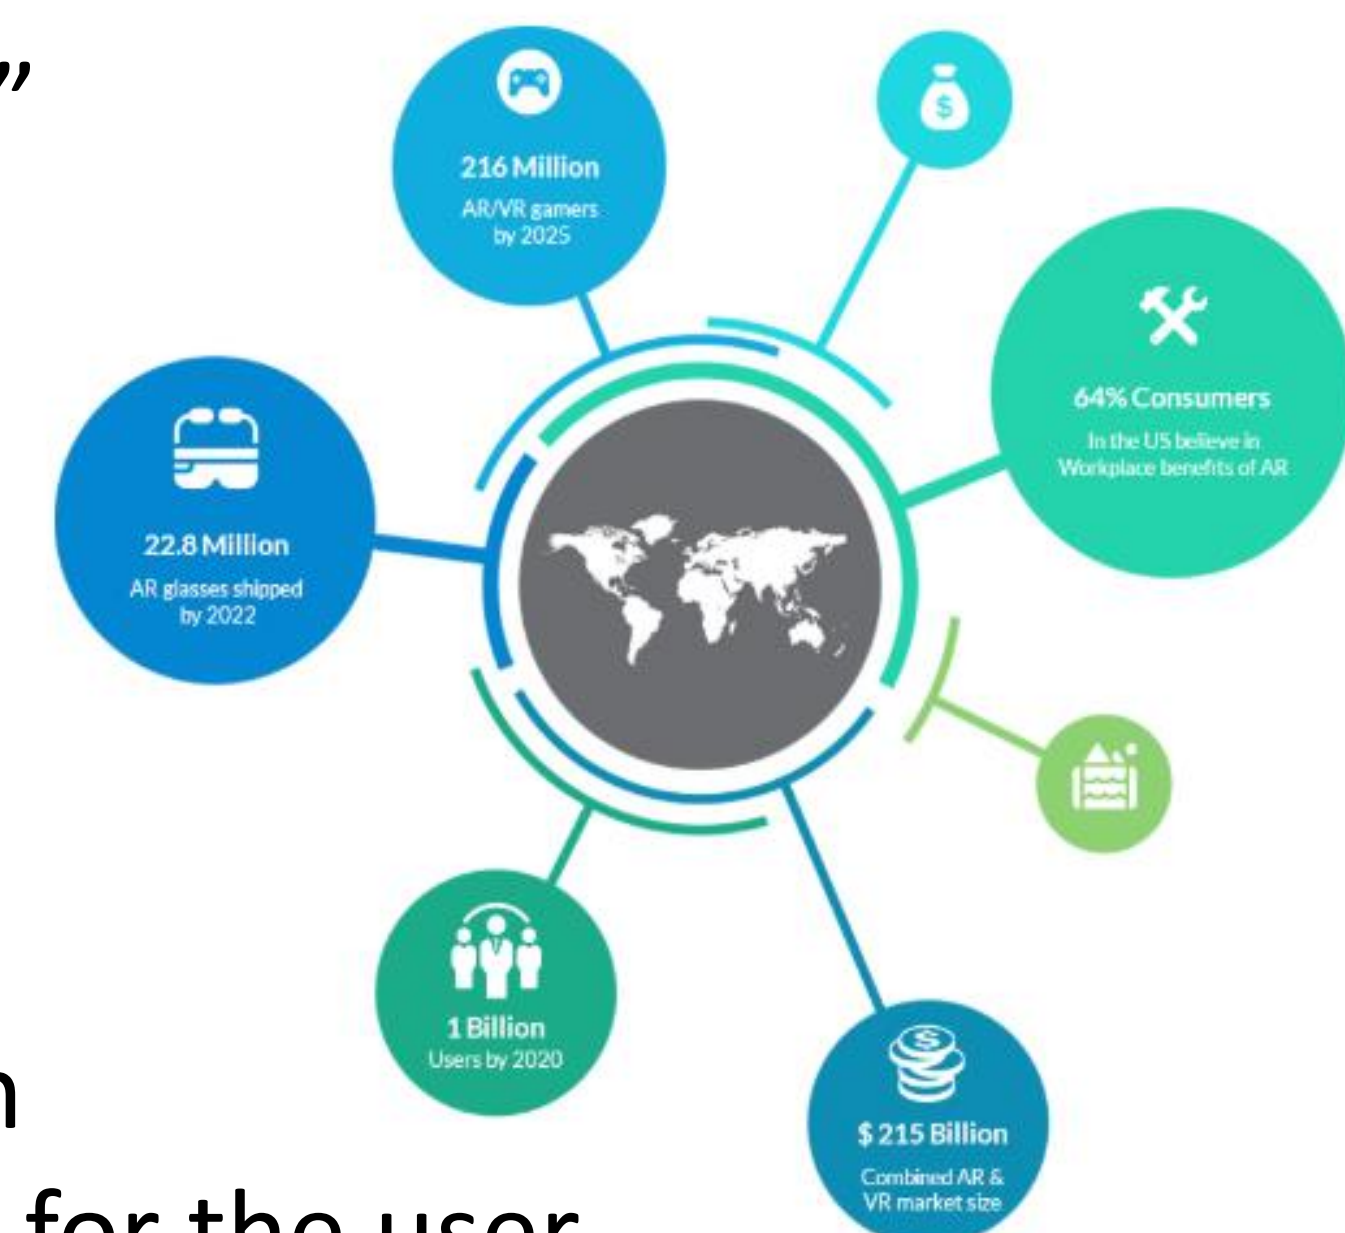 ”
216 Million
AR/VR gamers
by 2025
$
64% Consumers
In the US believe in
Workplace benefits of AR
22.8 Million
AR glasses shipped
by 2022
1 Billion
Users by 2020
$
$ 215 Billion
Combined AR &
VR market size
n
for the user